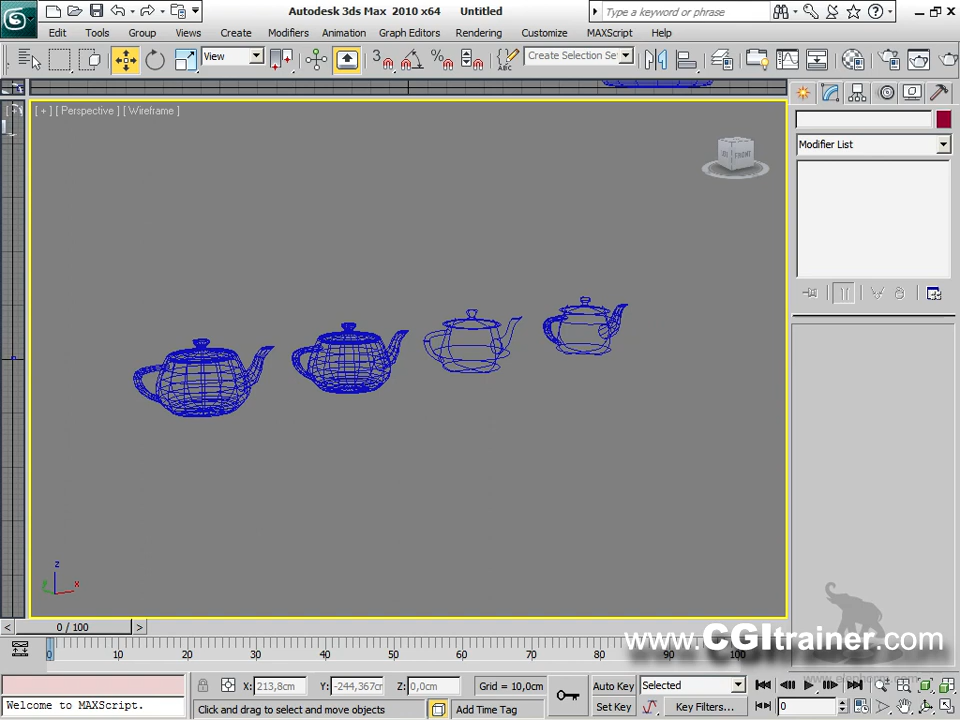 Autodesk 3ds Max 2010 x64 Untitled
Type a keyword or phrase
Edit Tools Group Views Create Modifiers Animation Graph Editors Rendering Customize MAXScript Help
View
3
%
ABC
Create Selection Se
[ + ] [ Perspective ] [ Wireframe ]
FRONT
Modifier List
z
x
< 0 / 100 >
0 10 20 30 40 50 60 70 80 90 100
www.CGItrainer.com
X: 213,8cm Y: -244,367cm Z: 0,0cm Grid = 10,0cm
Auto Key Selected
Welcome to MAXScript.
Click and drag to select and move objects
Add Time Tag
Set Key Key Filters... 0